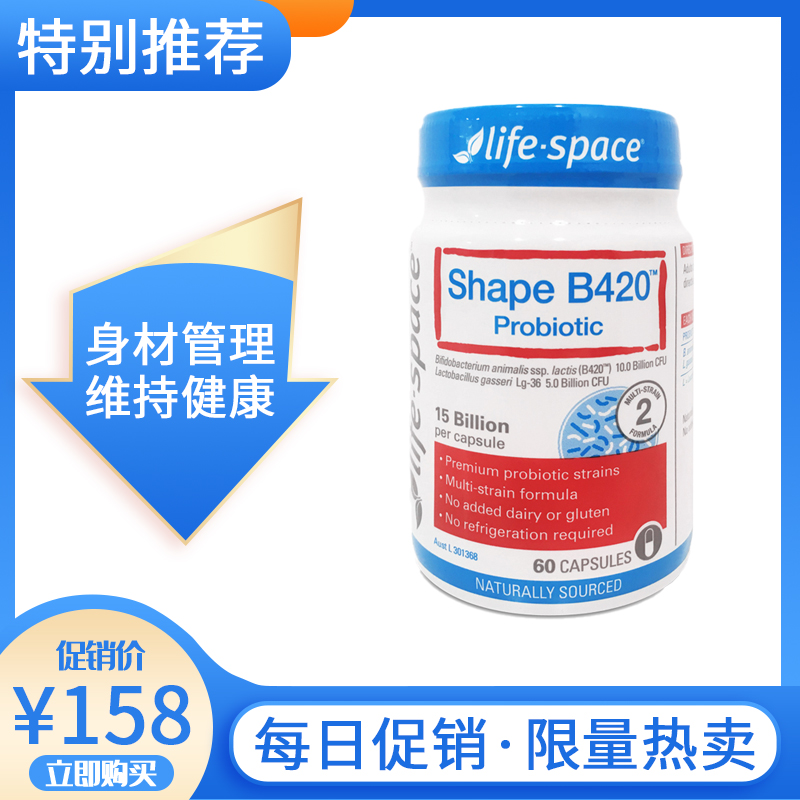 特别推荐
life·space
身材管理
维持健康
life·space
Shape B420™
Probiotic
Bifidobacterium animalis ssp. lactis (B420™) 10.0 Billion CFU
Lactobacillus gasseri Lg-36 5.0 Billion CFU
15 Billion
per capsule
MULTI-STRAIN
2
FORMULA
• Premium probiotic strains
• Multi-strain formula
• No added dairy or gluten
• No refrigeration required
Aust L 301368
60 CAPSULES
NATURALLY SOURCED
促销价
¥158
立即购买
每日促销·限量热卖